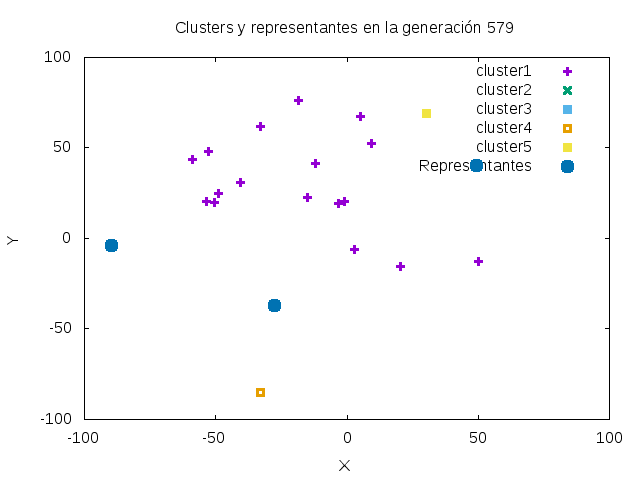 Clusters y representantes en la generación 579
100
50
0
-50
-100
-100
-50
0
50
100
Y
X
cluster1
cluster2
cluster3
cluster4
cluster5
Representantes